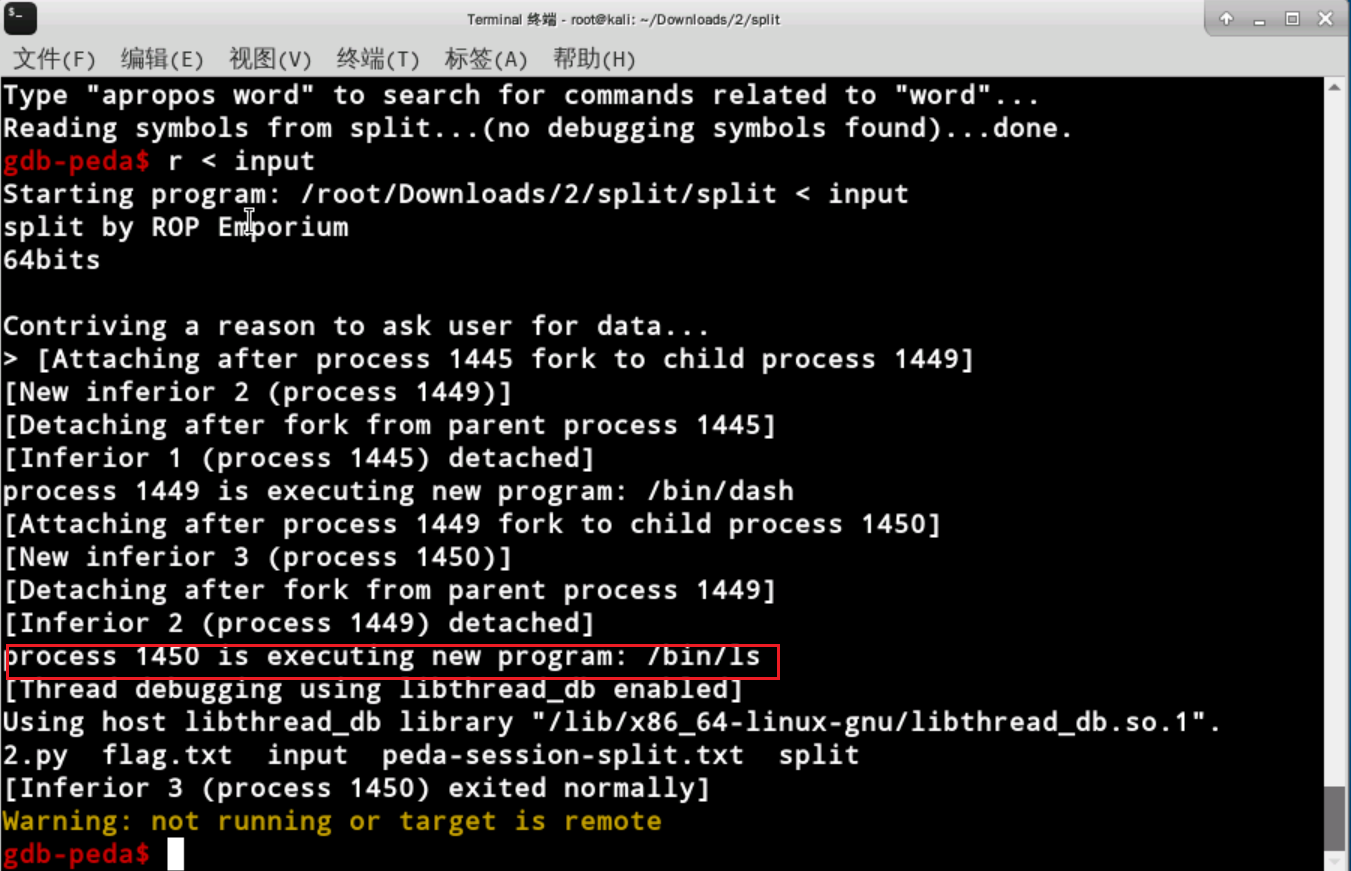 Terminal 终端 - root@kali: ~/Downloads/2/split
文件(F) 编辑(E) 视图(V) 终端(T) 标签(A) 帮助(H)
Type "apropos word" to search for commands related to "word"...
Reading symbols from split...(no debugging symbols found)...done.
gdb-peda$ r < input
Starting program: /root/Downloads/2/split/split < input
split by ROP Emporium
64bits
Contriving a reason to ask user for data...
> [Attaching after process 1445 fork to child process 1449]
[New inferior 2 (process 1449)]
[Detaching after fork from parent process 1445]
[Inferior 1 (process 1445) detached]
process 1449 is executing new program: /bin/dash
[Attaching after process 1449 fork to child process 1450]
[New inferior 3 (process 1450)]
[Detaching after fork from parent process 1449]
[Inferior 2 (process 1449) detached]
process 1450 is executing new program: /bin/ls
[Thread debugging using libthread_db enabled]
Using host libthread_db library "/lib/x86_64-linux-gnu/libthread_db.so.1".
2.py  flag.txt  input  peda-session-split.txt  split
[Inferior 3 (process 1450) exited normally]
Warning: not running or target is remote
gdb-peda$